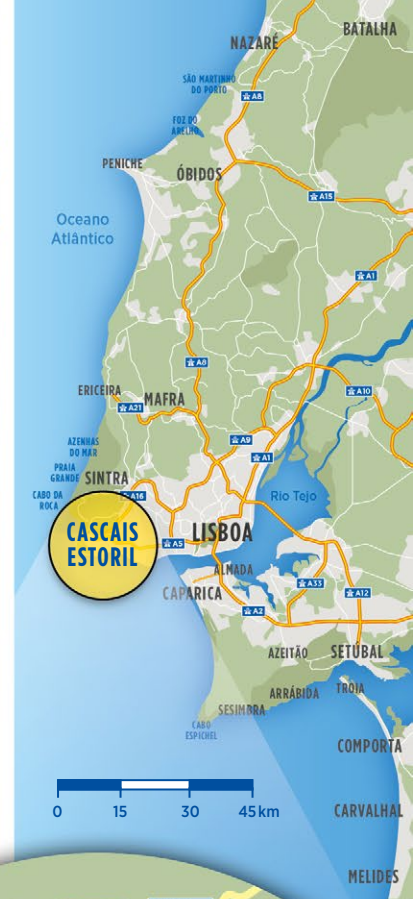 BATALHA
NAZARÉ
SÃO MARTINHO
DO PORTO
A8
FOZ DO
ARELHO
PENICHE
ÓBIDOS
A15
Oceano
Atlântico
A1
A8
ERICEIRA
MAFRA
A21
A10
A9
AZENHAS
DO MAR
A1
PRAIA
GRANDE
SINTRA
CABO DA
ROCA
A16
Rio Tejo
CASCAIS
ESTORIL
LISBOA
A5
ALMADA
A33
CAPARICA
A12
A2
AZEITÃO
SETÚBAL
ARRÁBIDA
TRÓIA
SESIMBRA
CABO
ESPICHEL
COMPORTA
0 15 30 45 km
CARVALHAL
MELIDES